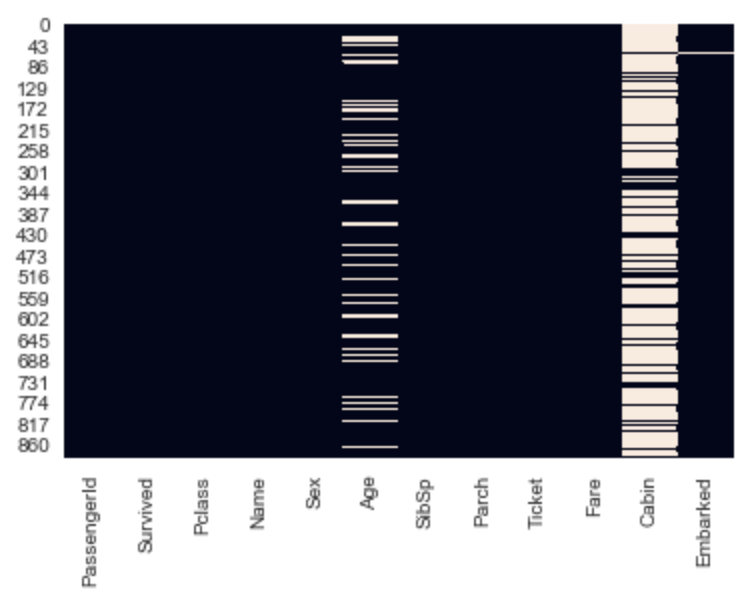 0
43
86
129
172
215
258
301
344
387
430
473
516
559
602
645
688
731
774
817
860
PassengerId
Survived
Pclass
Name
Sex
Age
SibSp
Parch
Ticket
Fare
Cabin
Embarked